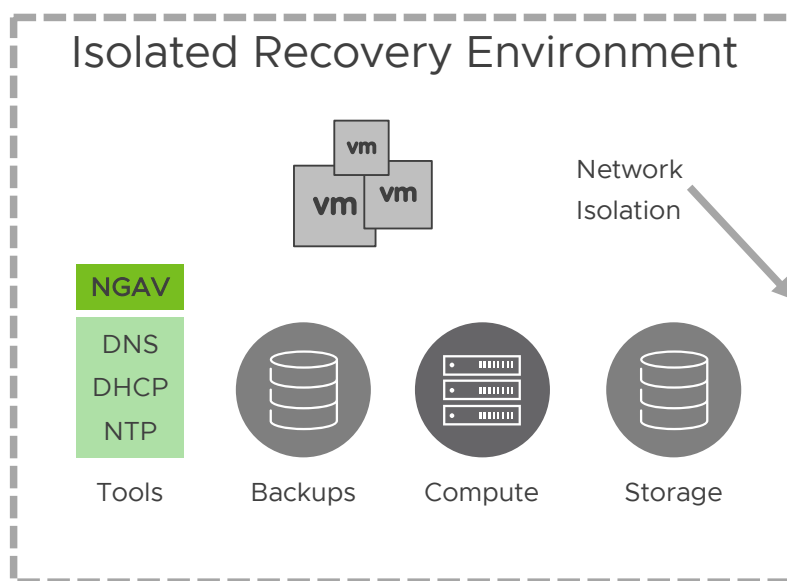 Isolated Recovery Environment
vm
vm
vm
Network
Isolation
NGAV
DNS
DHCP
NTP
Tools
Backups
Compute
Storage